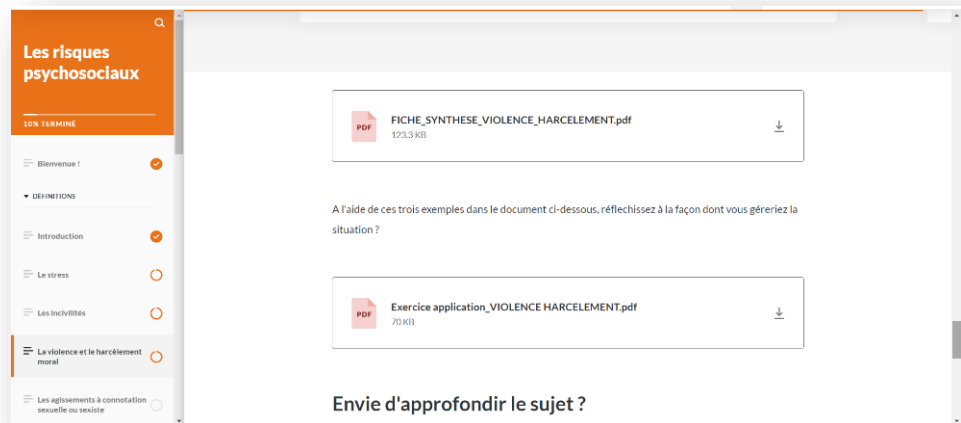 Les risques
psychosociaux
10% TERMINÉ
Bienvenue !
DÉFINITIONS
Introduction
Le stress
Les incivilités
La violence et le harcèlement
moral
Les agissements à connotation
sexuelle ou sexiste
PDF
FICHE_SYNTHESE_VIOLENCE_HARCELEMENT.pdf
123.3 KB
A l'aide de ces trois exemples dans le document ci-dessous, réflechissez à la façon dont vous géreriez la
situation ?
PDF
Exercice application_VIOLENCE HARCELEMENT.pdf
70 KB
Envie d'approfondir le sujet ?